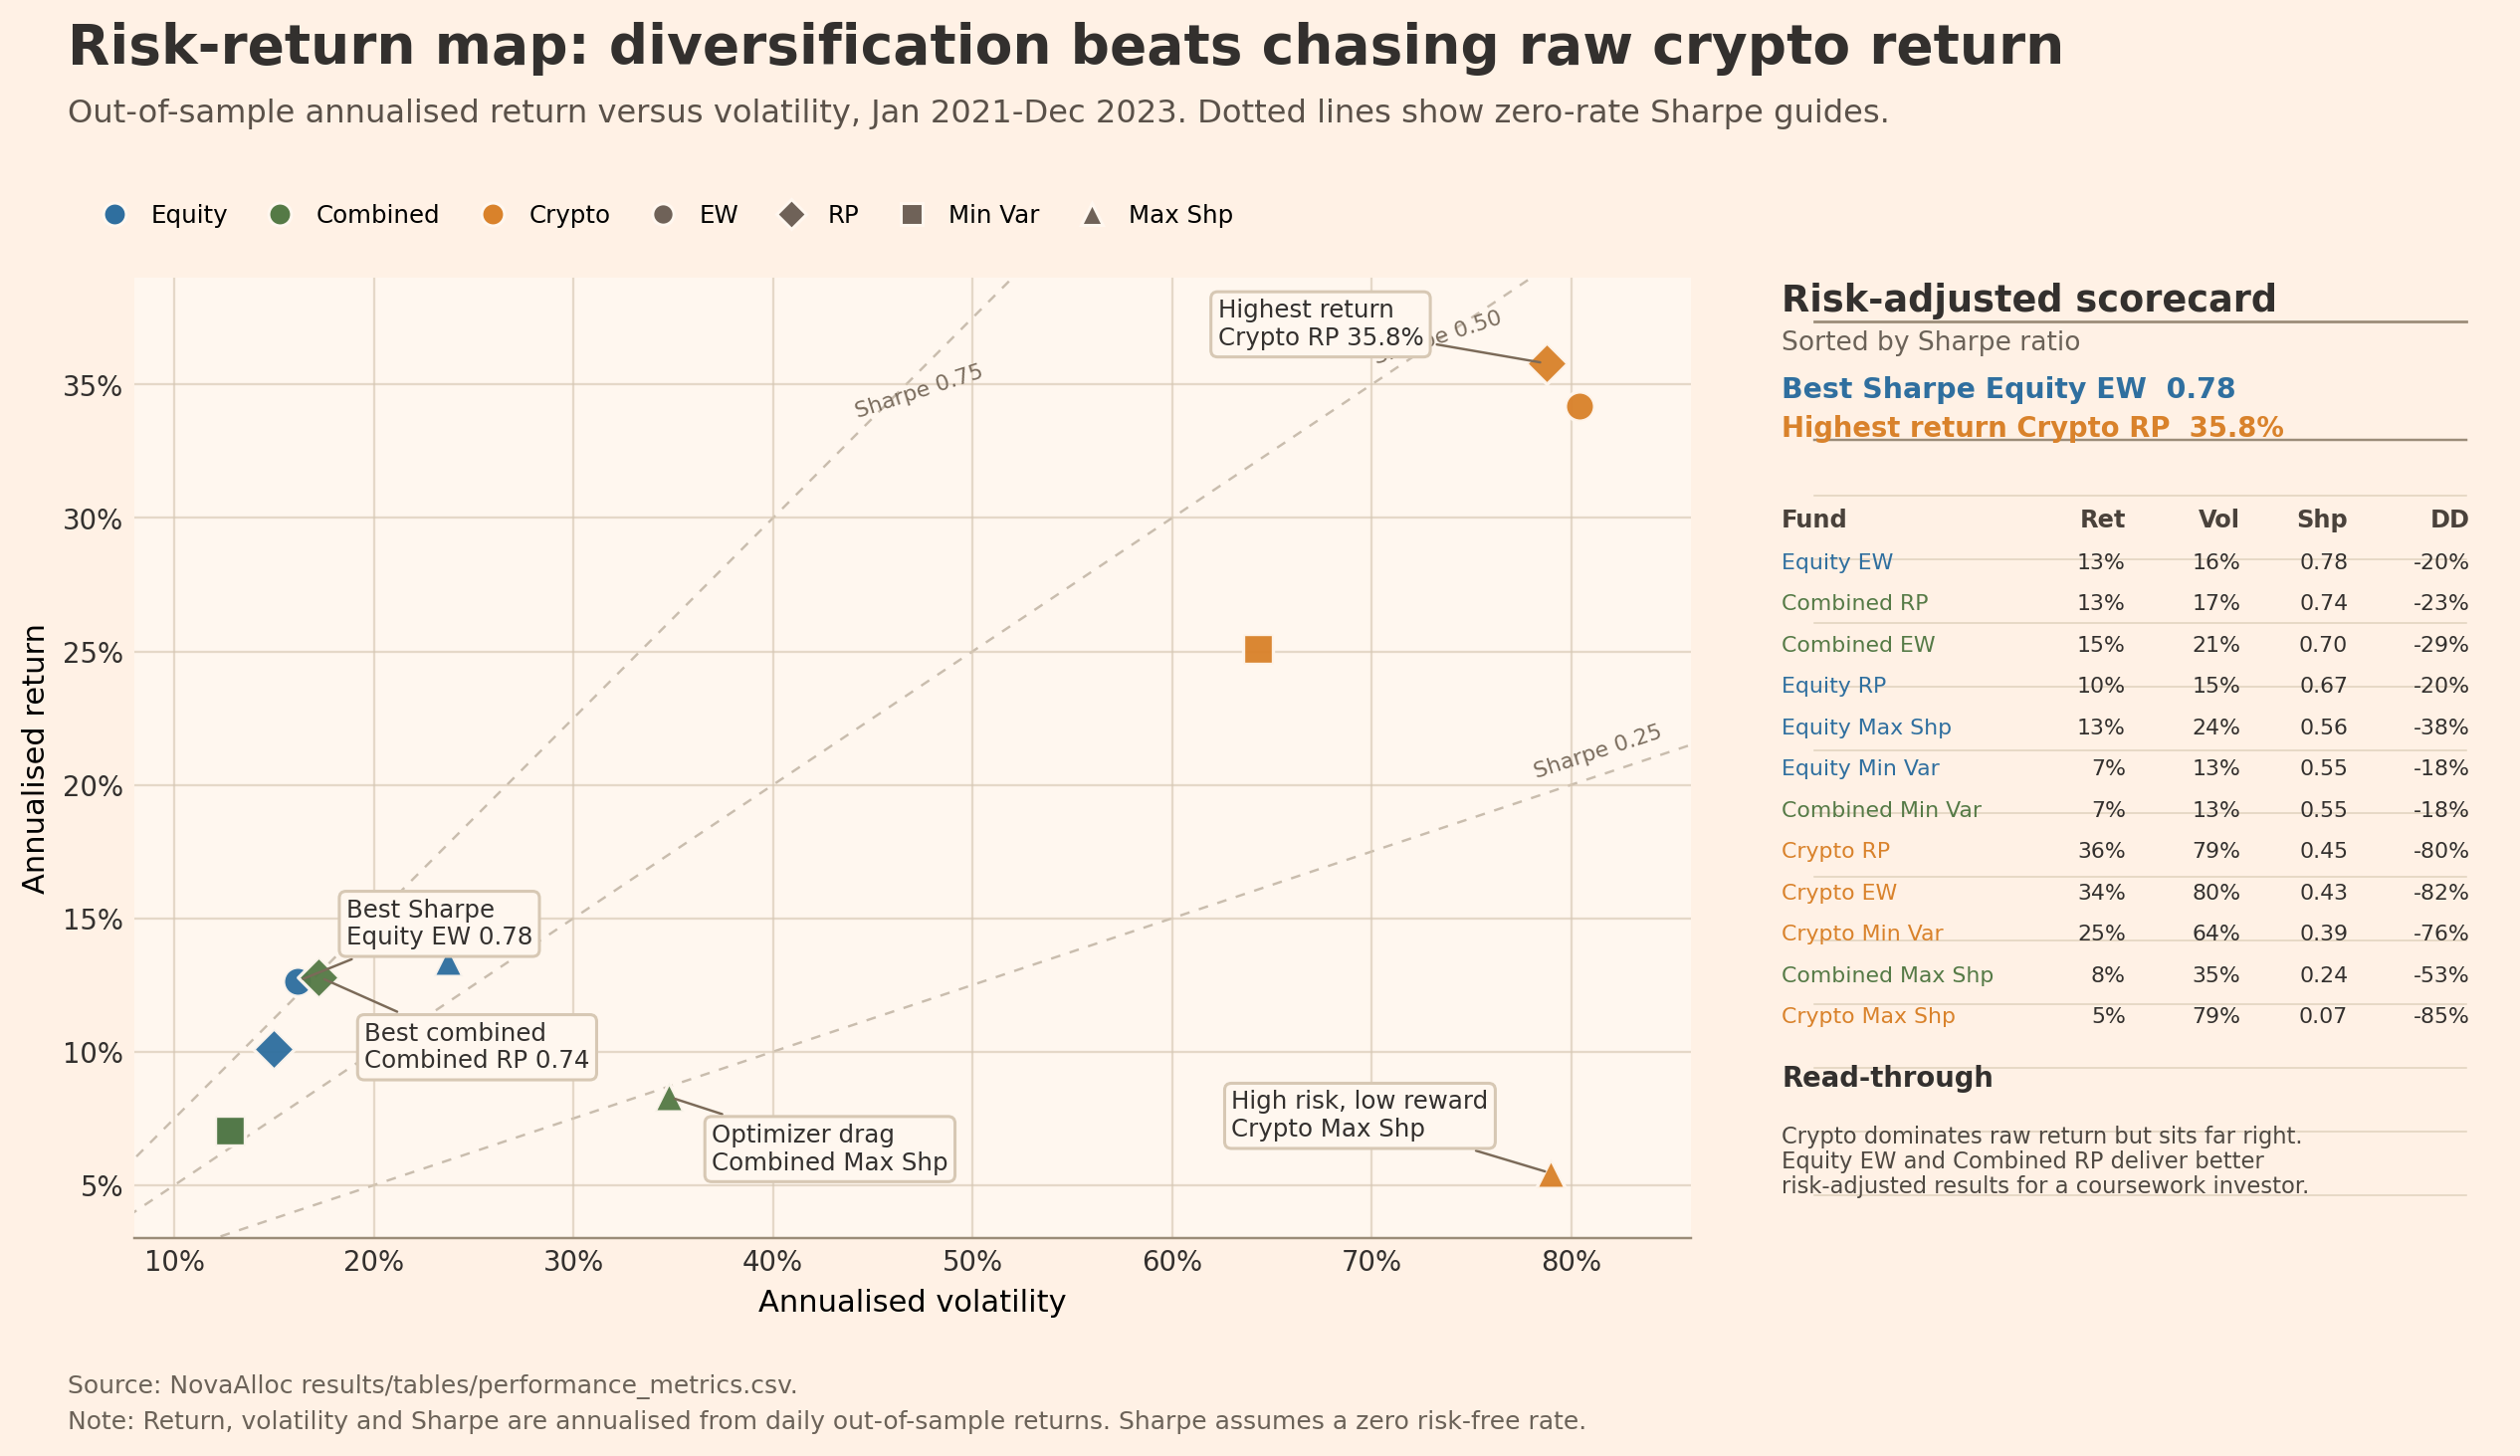 Risk-return map: diversification beats chasing raw crypto return
Out-of-sample annualised return versus volatility, Jan 2021-Dec 2023. Dotted lines show zero-rate Sharpe guides.
Equity Combined Crypto EW RP Min Var Max Shp
Highest return
Crypto RP 35.8%
0.50
Sharpe 0.75
Sharpe 0.25
Best Sharpe
Equity EW 0.78
Best combined
Combined RP 0.74
Optimizer drag
Combined Max Shp
High risk, low reward
Crypto Max Shp
Annualised return
35%
30%
25%
20%
15%
10%
5%
10% 20% 30% 40% 50% 60% 70% 80%
Annualised volatility
Risk-adjusted scorecard
Sorted by Sharpe ratio
Best Sharpe Equity EW 0.78
Highest return Crypto RP 35.8%
Fund Ret Vol Shp DD
Equity EW 13% 16% 0.78 -20%
Combined RP 13% 17% 0.74 -23%
Combined EW 15% 21% 0.70 -29%
Equity RP 10% 15% 0.67 -20%
Equity Max Shp 13% 24% 0.56 -38%
Equity Min Var 7% 13% 0.55 -18%
Combined Min Var 7% 13% 0.55 -18%
Crypto RP 36% 79% 0.45 -80%
Crypto EW 34% 80% 0.43 -82%
Crypto Min Var 25% 64% 0.39 -76%
Combined Max Shp 8% 35% 0.24 -53%
Crypto Max Shp 5% 79% 0.07 -85%
Read-through
Crypto dominates raw return but sits far right.
Equity EW and Combined RP deliver better
risk-adjusted results for a coursework investor.
Source: NovaAlloc results/tables/performance_metrics.csv.
Note: Return, volatility and Sharpe are annualised from daily out-of-sample returns. Sharpe assumes a zero risk-free rate.